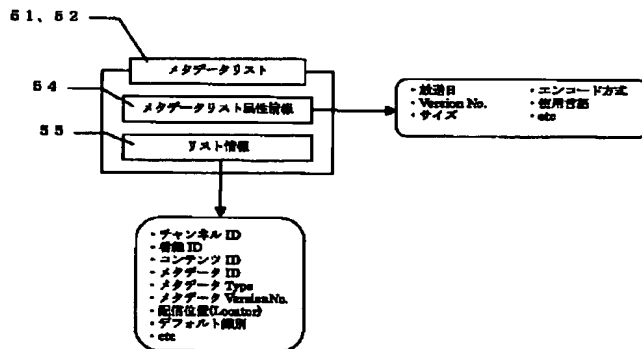 51、52
メタデータリスト
54
メタデータリスト属性情報
・放送日
・Version No.
・サイズ
・エンコード方式
・使用言語
・etc
55
リスト情報
・チャンネル ID
・番組 ID
・コンテンツ ID
・メタデータ ID
・メタデータ Type
・メタデータ VersionNo.
・配信位置(Locator)
・デフォルト識別
・etc